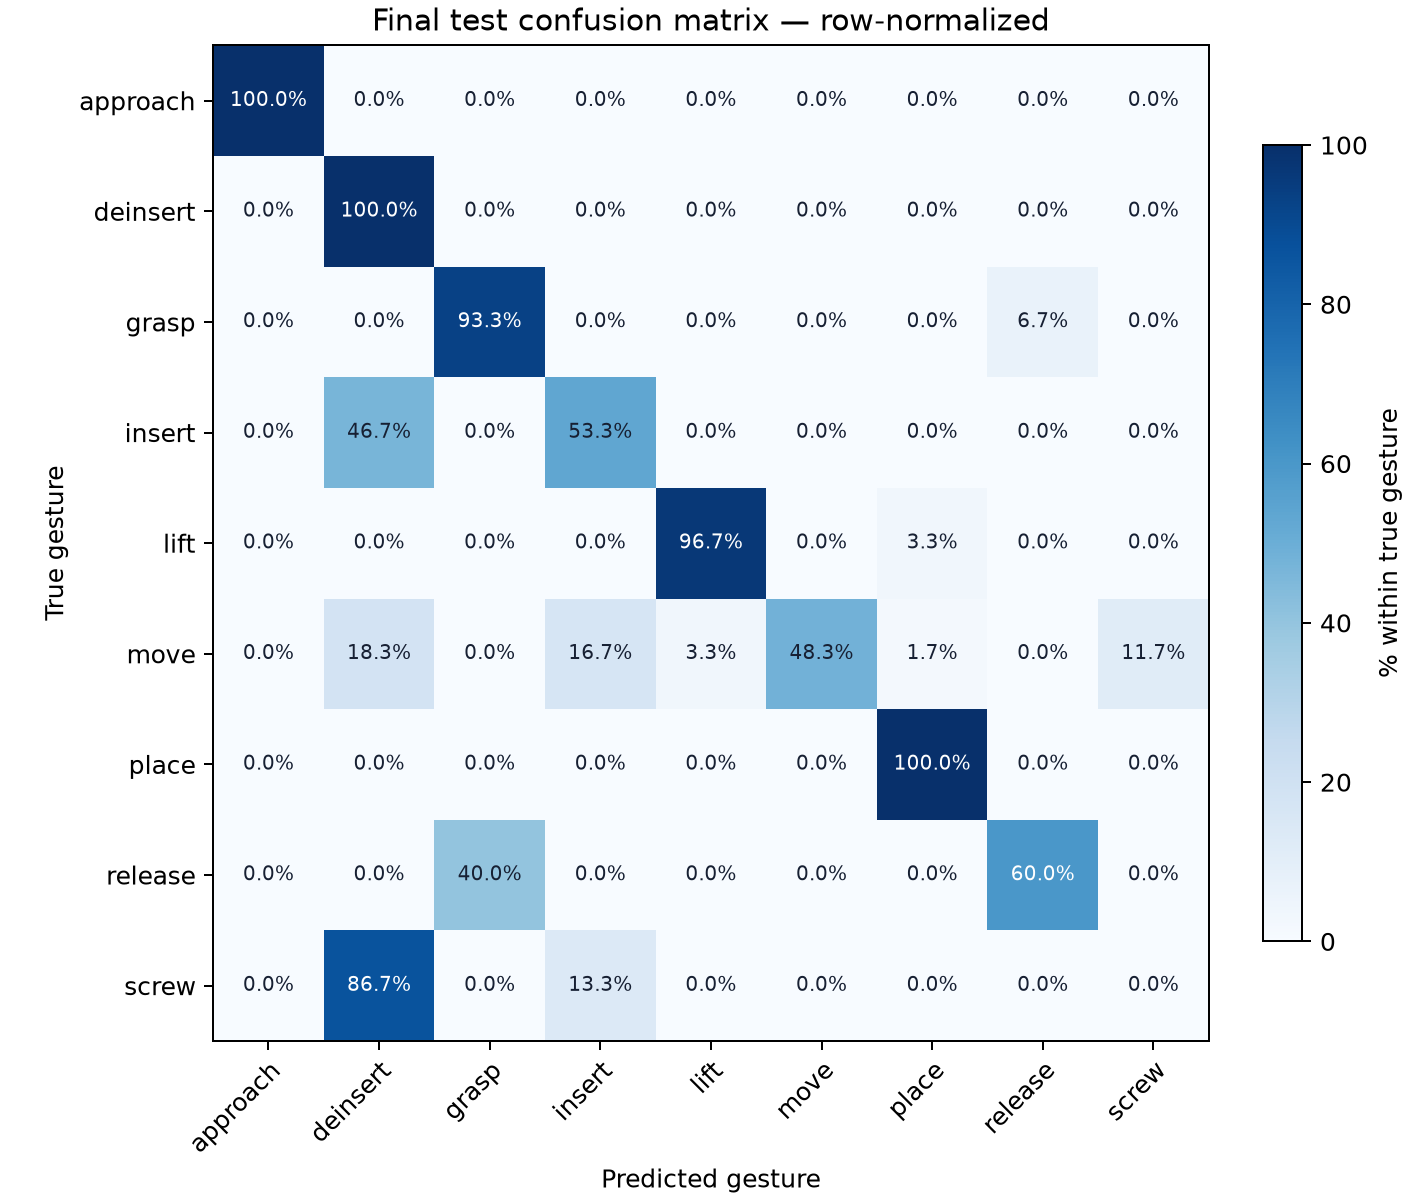 Final test confusion matrix — row-normalized
approach 100.0% 0.0% 0.0% 0.0% 0.0% 0.0% 0.0% 0.0% 0.0%
deinsert 0.0% 100.0% 0.0% 0.0% 0.0% 0.0% 0.0% 0.0% 0.0%
grasp 0.0% 0.0% 93.3% 0.0% 0.0% 0.0% 0.0% 6.7% 0.0%
insert 0.0% 46.7% 0.0% 53.3% 0.0% 0.0% 0.0% 0.0% 0.0%
lift 0.0% 0.0% 0.0% 0.0% 96.7% 0.0% 3.3% 0.0% 0.0%
move 0.0% 18.3% 0.0% 16.7% 3.3% 48.3% 1.7% 0.0% 11.7%
place 0.0% 0.0% 0.0% 0.0% 0.0% 0.0% 100.0% 0.0% 0.0%
release 0.0% 0.0% 40.0% 0.0% 0.0% 0.0% 0.0% 60.0% 0.0%
screw 0.0% 86.7% 0.0% 13.3% 0.0% 0.0% 0.0% 0.0% 0.0%
approach deinsert grasp insert lift move place release screw
Predicted gesture
True gesture
100
80
60
40
20
0
% within true gesture